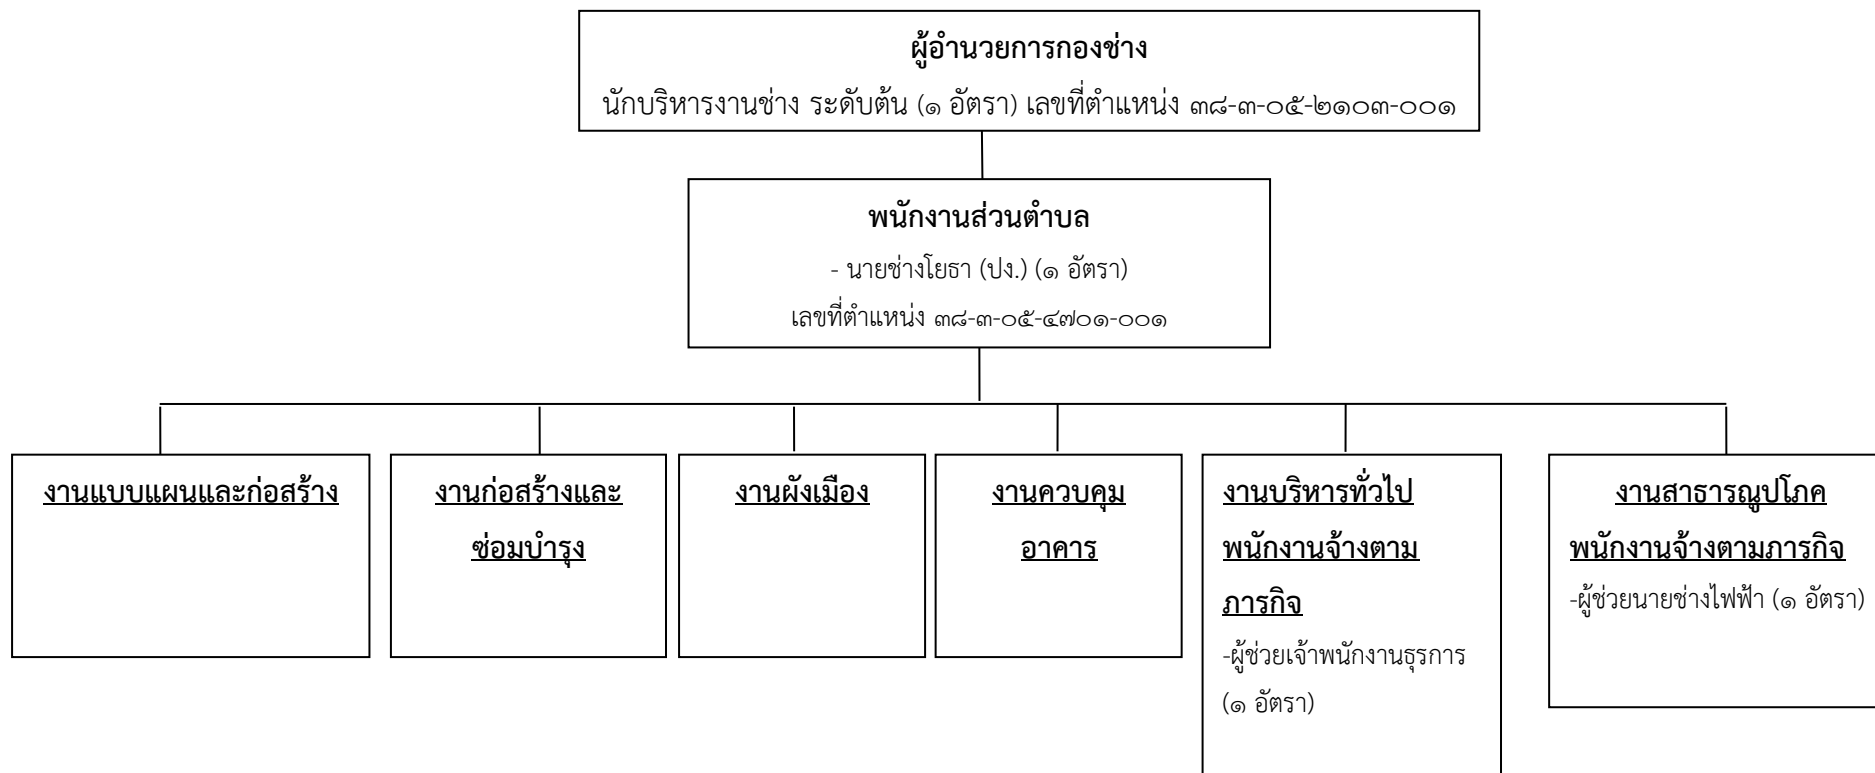 ผู้อำนวยการกองช่าง
นักบริหารงานช่าง ระดับต้น (๑ อัตรา) เลขที่ตำแหน่ง ๓๘-๓-๐๕-๒๑๐๓-๐๐๑
พนักงานส่วนตำบล
- นายช่างโยธา (ปง.) (๑ อัตรา)
เลขที่ตำแหน่ง ๓๘-๓-๐๕-๔๗๐๑-๐๐๑
งานแบบแผนและก่อสร้าง
งานก่อสร้างและ
ซ่อมบำรุง
งานผังเมือง
งานควบคุม
อาคาร
งานบริหารทั่วไป
พนักงานจ้างตาม
ภารกิจ
-ผู้ช่วยเจ้าพนักงานธุรการ
(๑ อัตรา)
งานสาธารณูปโภค
พนักงานจ้างตามภารกิจ
-ผู้ช่วยนายช่างไฟฟ้า (๑ อัตรา)